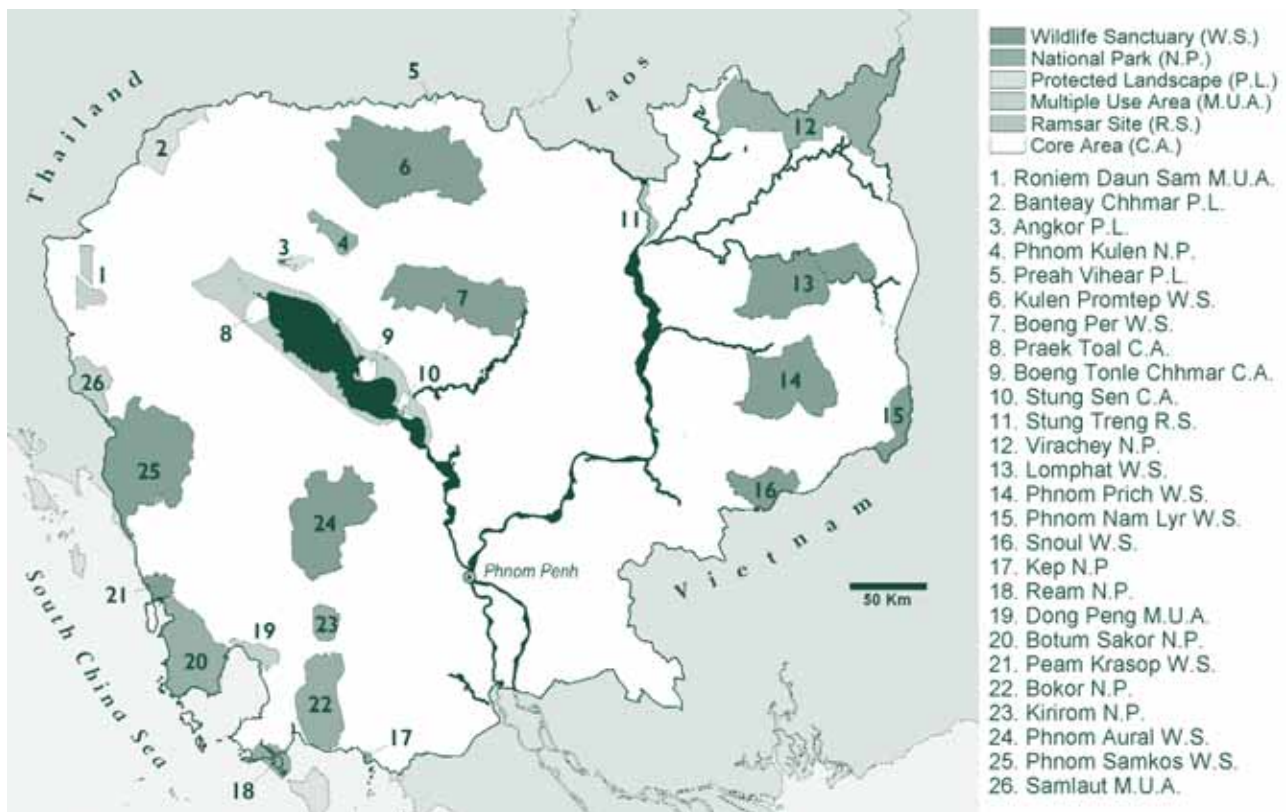 Thailand
Laos
Vietnam
South China Sea
Phnom Penh
50 Km
1
2
3
4
5
6
7
8
9
10
11
12
13
14
15
16
17
18
19
20
21
22
23
24
25
26
Wildlife Sanctuary (W.S.)
National Park (N.P.)
Protected Landscape (P.L.)
Multiple Use Area (M.U.A.)
Ramsar Site (R.S.)
Core Area (C.A.)
1. Roniem Daun Sam M.U.A.
2. Banteay Chhmar P.L.
3. Angkor P.L.
4. Phnom Kulen N.P.
5. Preah Vihear P.L.
6. Kulen Promtep W.S.
7. Boeng Per W.S.
8. Praek Toal C.A.
9. Boeng Tonle Chhmar C.A.
10. Stung Sen C.A.
11. Stung Treng R.S.
12. Virachey N.P.
13. Lomphat W.S.
14. Phnom Prich W.S.
15. Phnom Nam Lyr W.S.
16. Snoul W.S.
17. Kep N.P
18. Ream N.P.
19. Dong Peng M.U.A.
20. Botum Sakor N.P.
21. Peam Krasop W.S.
22. Bokor N.P.
23. Kirirom N.P.
24. Phnom Aural W.S.
25. Phnom Samkos W.S.
26. Samlaut M.U.A.